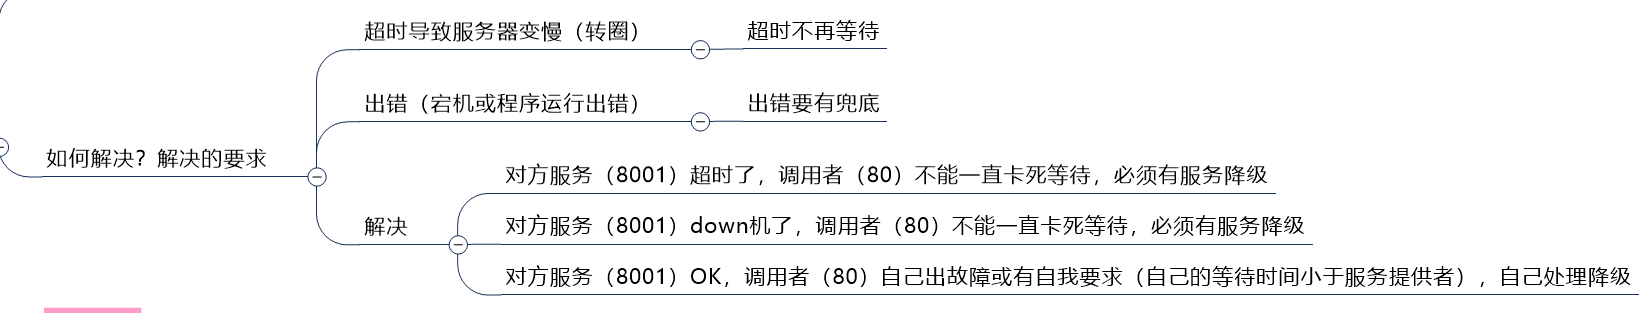 超时导致服务器变慢（转圈）
超时不再等待
出错（宕机或程序运行出错）
出错要有兜底
如何解决？解决的要求
对方服务（8001）超时了，调用者（80）不能一直卡死等待，必须有服务降级
解决
对方服务（8001）down机了，调用者（80）不能一直卡死等待，必须有服务降级
对方服务（8001）OK，调用者（80）自己出故障或有自我要求（自己的等待时间小于服务提供者），自己处理降级